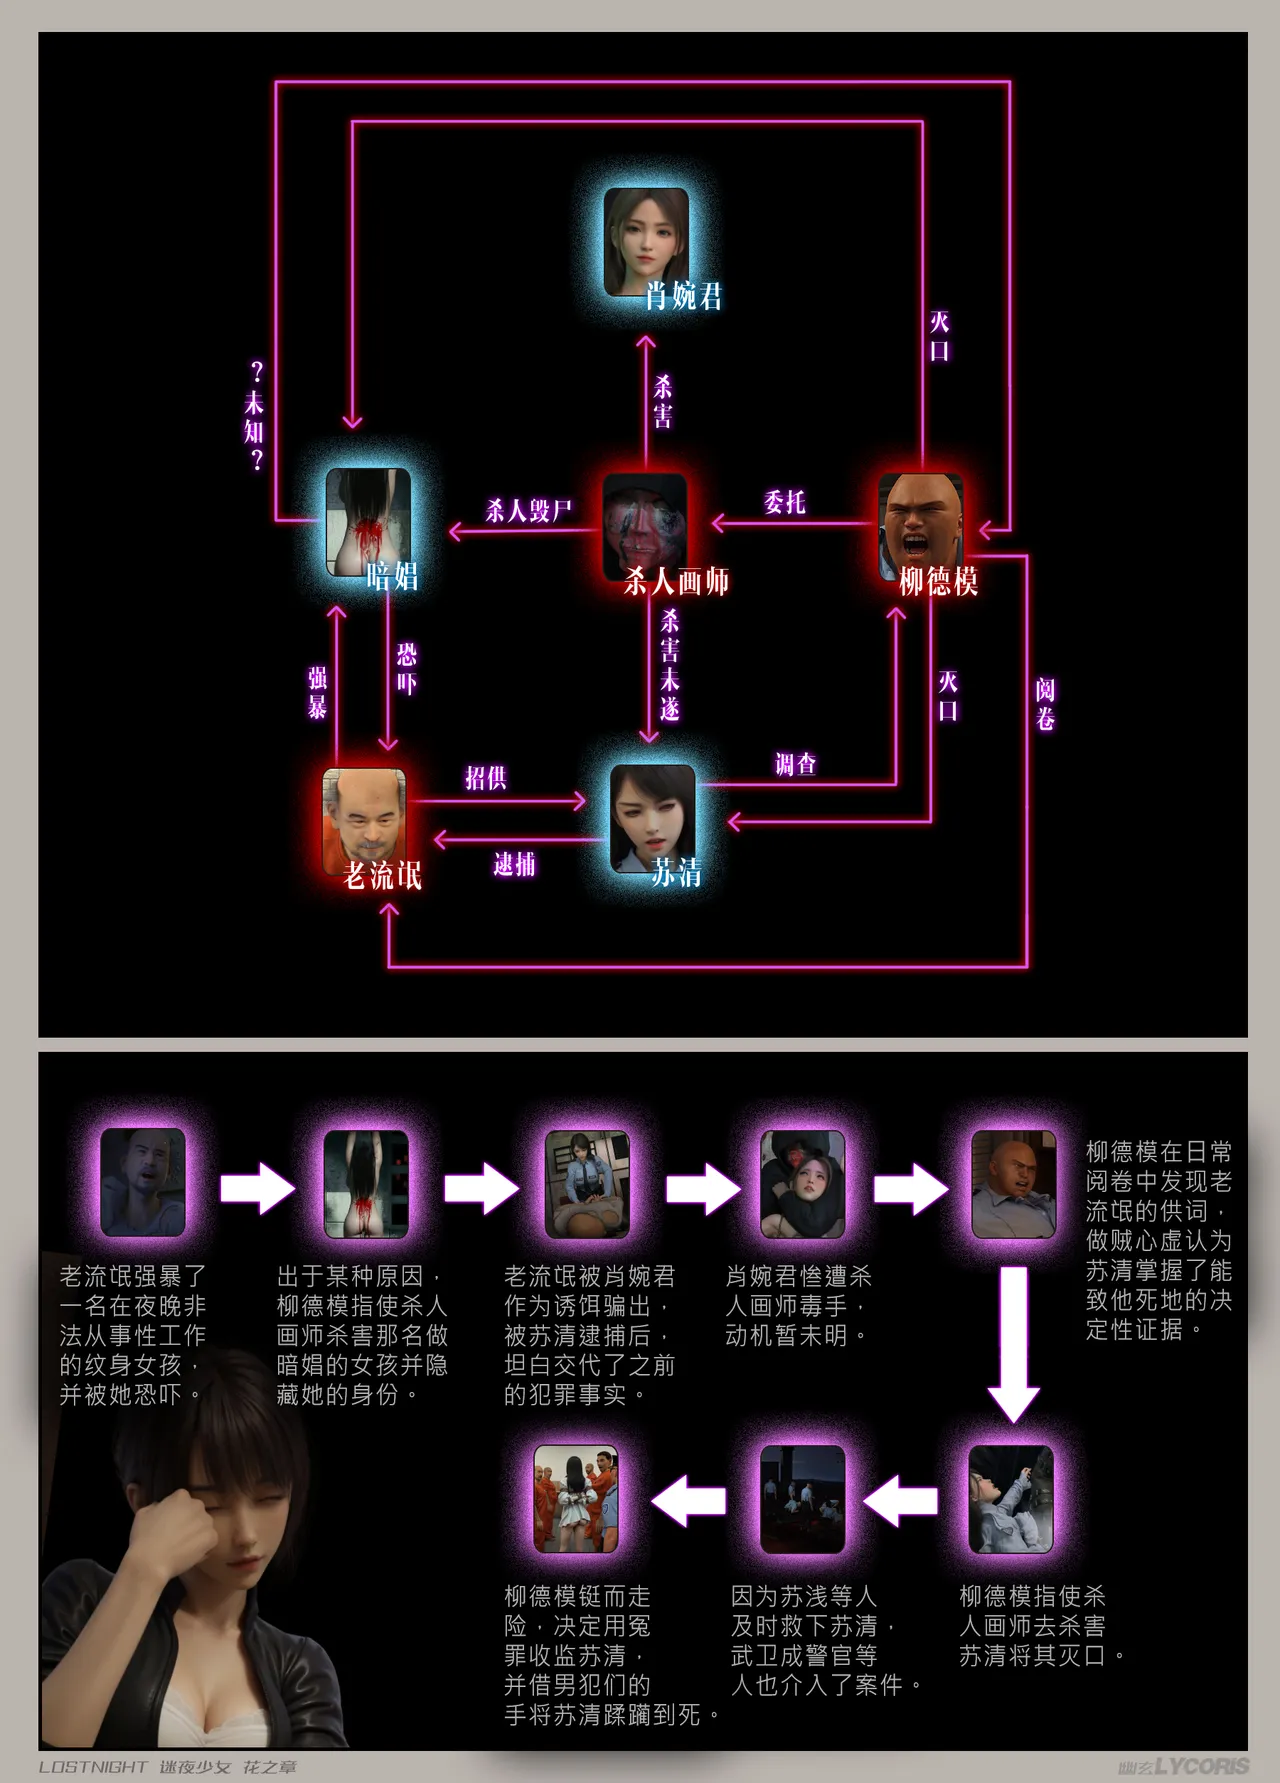 肖婉君
灭口
杀害
？未知？
杀人毁尸
委托
暗娼
杀人画师
柳德模
强暴
恐吓
杀害未遂
灭口
阅卷
招供
调查
逮捕
老流氓
苏清
老流氓强暴了
一名在夜晚非
法从事性工作
的纹身女孩，
并被她恐吓。
出于某种原因，
柳德模指使杀人
画师杀害那名做
暗娼的女孩并隐
藏她的身份。
老流氓被肖婉君
作为诱饵骗出，
被苏清逮捕后，
坦白交代了之前
的犯罪事实。
肖婉君惨遭杀
人画师毒手，
动机暂未明。
柳德模在日常
阅卷中发现老
流氓的供词，
做贼心虚认为
苏清掌握了能
致他死地的决
定性证据。
柳德模指使杀
人画师去杀害
苏清将其灭口。
因为苏浅等人
及时救下苏清，
武卫成警官等
人也介入了案件。
柳德模铤而走
险，决定用冤
罪收监苏清，
并借男犯们的
手将苏清蹂躏到死。
LOSTNIGHT 迷夜少女 花之章
幽玄LYCORIS